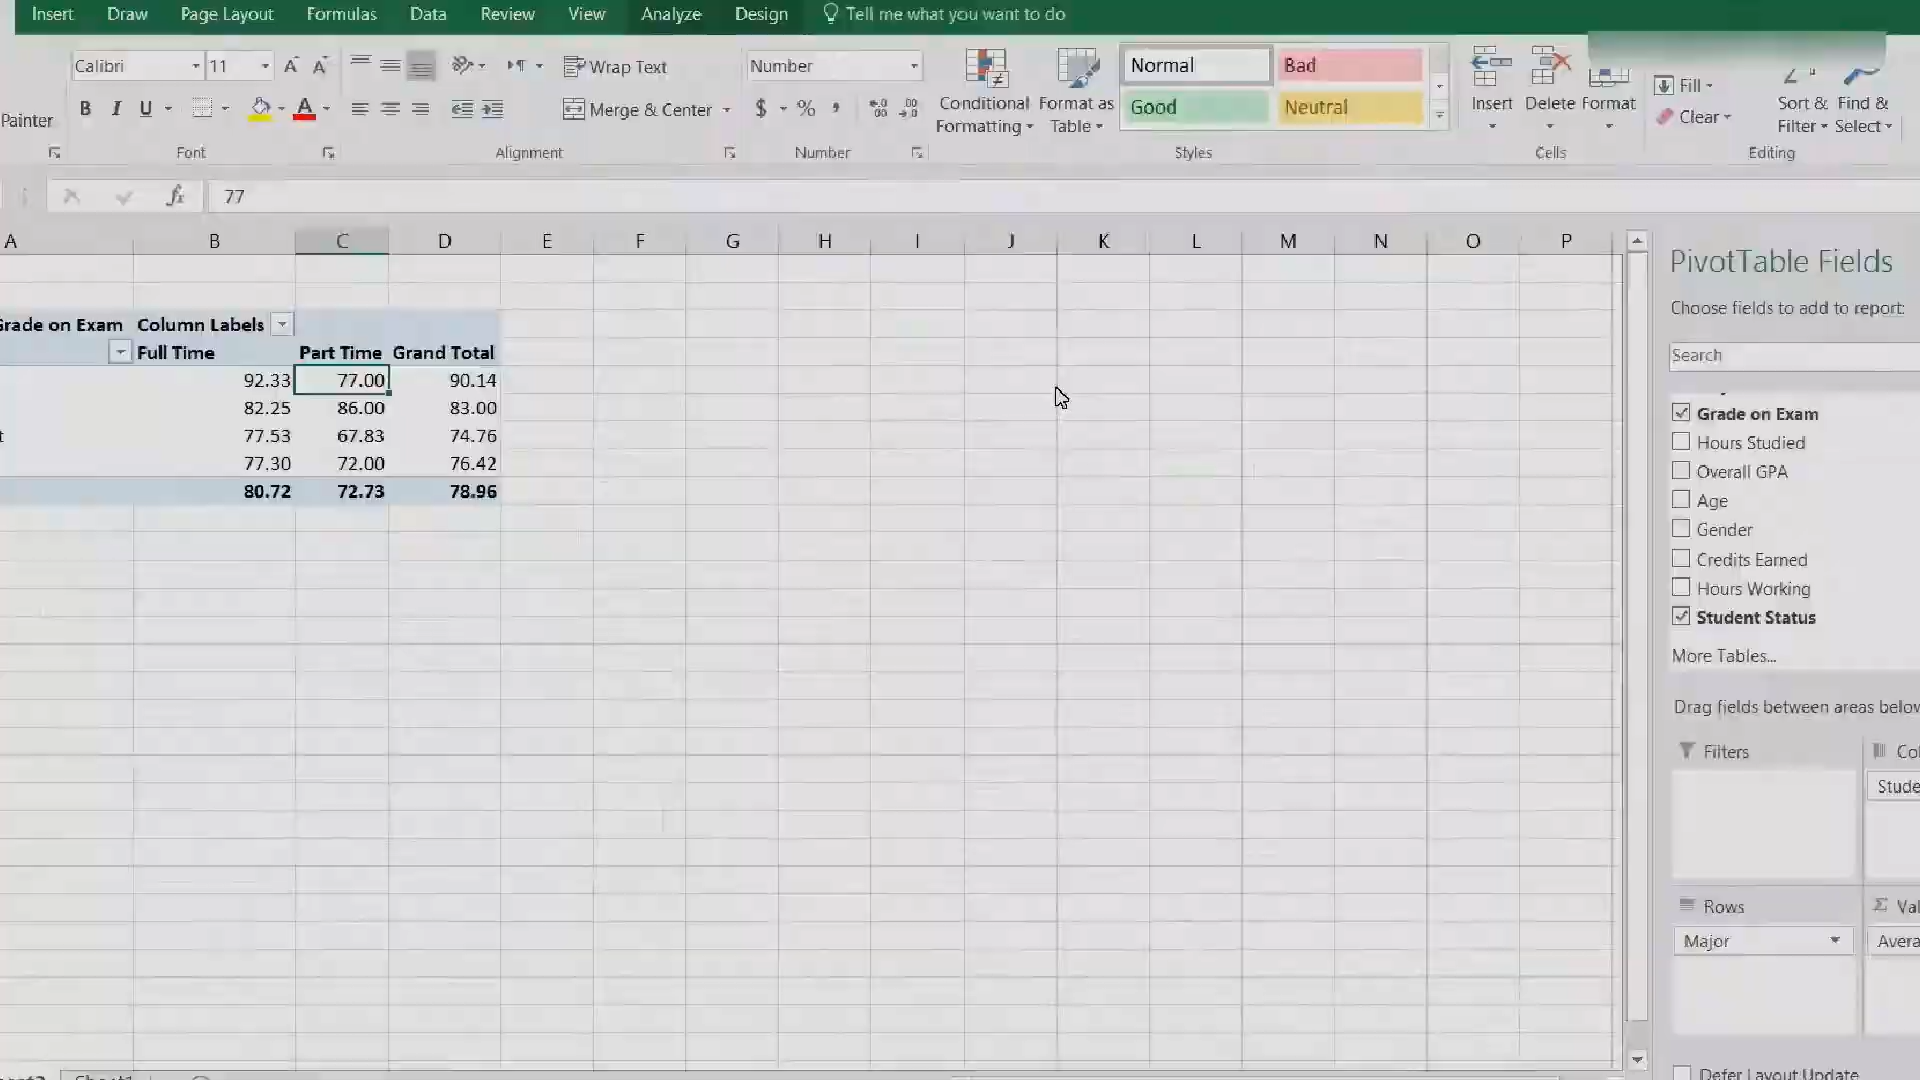 Insert Draw Page Layout Formulas Data Review View Analyze Design Tell me what you want to do
Calibri 11 A A Wrap Text Number Normal Bad
Fill
B I U A Merge & Center $ % Conditional Formatting Format as Table Good Neutral Insert Delete Format Clear Sort & Filter Find & Select
Painter
Font Alignment Number Styles Cells Editing
fx 77
A B C D E F G H I J K L M N O P
Grade on Exam Column Labels
Full Time Part Time Grand Total
92.33 77.00 90.14
82.25 86.00 83.00
t 77.53 67.83 74.76
77.30 72.00 76.42
80.72 72.73 78.96
PivotTable Fields
Choose fields to add to report:
Search
Grade on Exam
Hours Studied
Overall GPA
Age
Gender
Credits Earned
Hours Working
Student Status
More Tables...
Drag fields between areas below
Filters Co
Stude
Rows Σ Val
Major Avera
Defer Layout Update
Sheet1